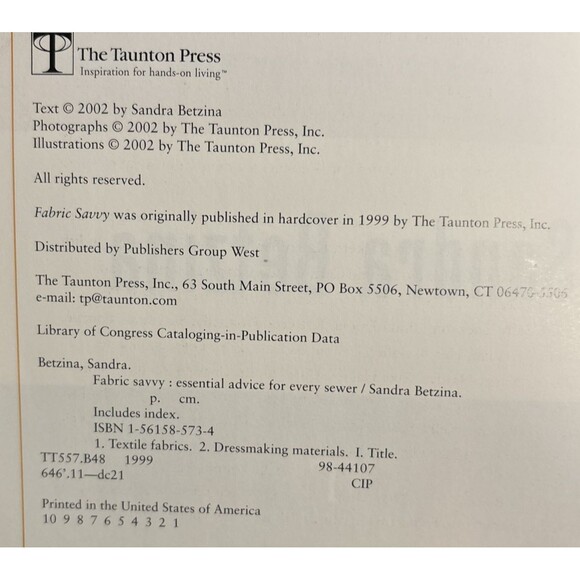 The Taunton Press
Inspiration for hands-on living™
Text © 2002 by Sandra Betzina
Photographs © 2002 by The Taunton Press, Inc.
Illustrations © 2002 by The Taunton Press, Inc.
All rights reserved.
Fabric Savvy was originally published in hardcover in 1999 by The Taunton Press, Inc.
Distributed by Publishers Group West
The Taunton Press, Inc., 63 South Main Street, PO Box 5506, Newtown, CT 06470-5506
e-mail: tp@taunton.com
Library of Congress Cataloging-in-Publication Data
Betzina, Sandra.
Fabric savvy : essential advice for every sewer / Sandra Betzina.
p. cm.
Includes index.
ISBN 1-56158-573-4
1. Textile fabrics. 2. Dressmaking materials. I. Title.
TT557.B48 1999 98-44107
646'.11—dc21 CIP
Printed in the United States of America
10 9 8 7 6 5 4 3 2 1